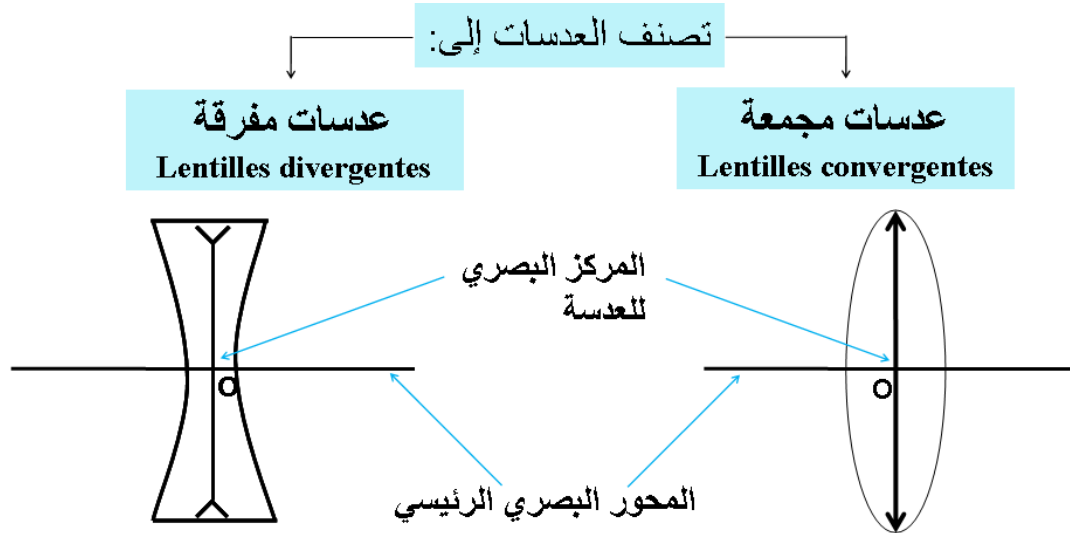 تصنف العدسات إلى:
عدسات مجمعة
Lentilles convergentes
عدسات مفرقة
Lentilles divergentes
المركز البصري
للعدسة
O
O
المحور البصري الرئيسي